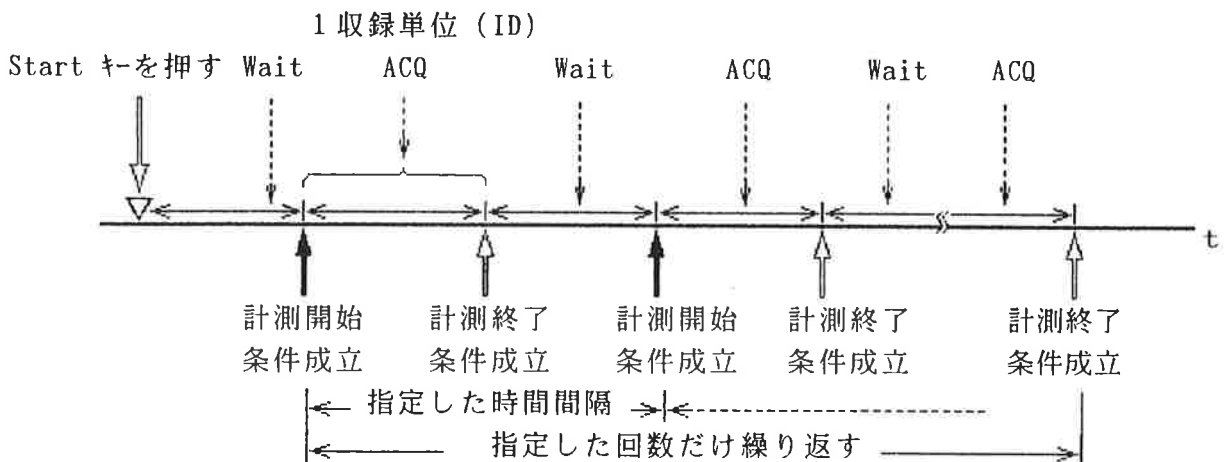 1 収録単位 (ID)
Start キーを押す Wait ACQ Wait ACQ Wait ACQ
t
計測開始 計測終了 計測開始 計測終了 計測終了
条件成立 条件成立 条件成立 条件成立 条件成立
指定した時間間隔
指定した回数だけ繰り返す